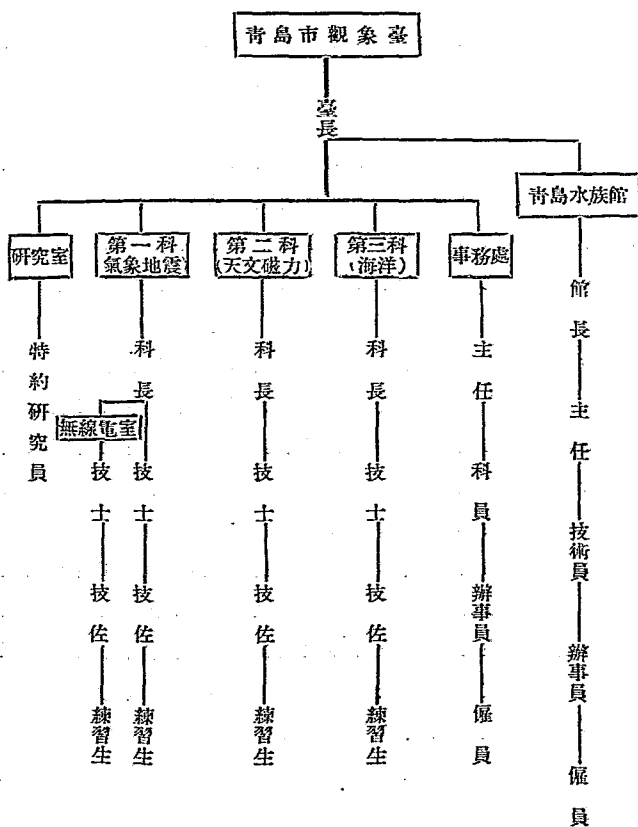 青島市觀象臺
臺長
青島水族館
館長
主任
技術員
辦事員
僱員
研究室
特約研究員
第一科
(氣象地震)
科長
無線電室
技士
技佐
練習生
技士
技佐
練習生
第二科
(天文磁力)
科長
技士
技佐
練習生
第三科
(海洋)
科長
技士
技佐
練習生
事務處
主任
科員
辦事員
僱員